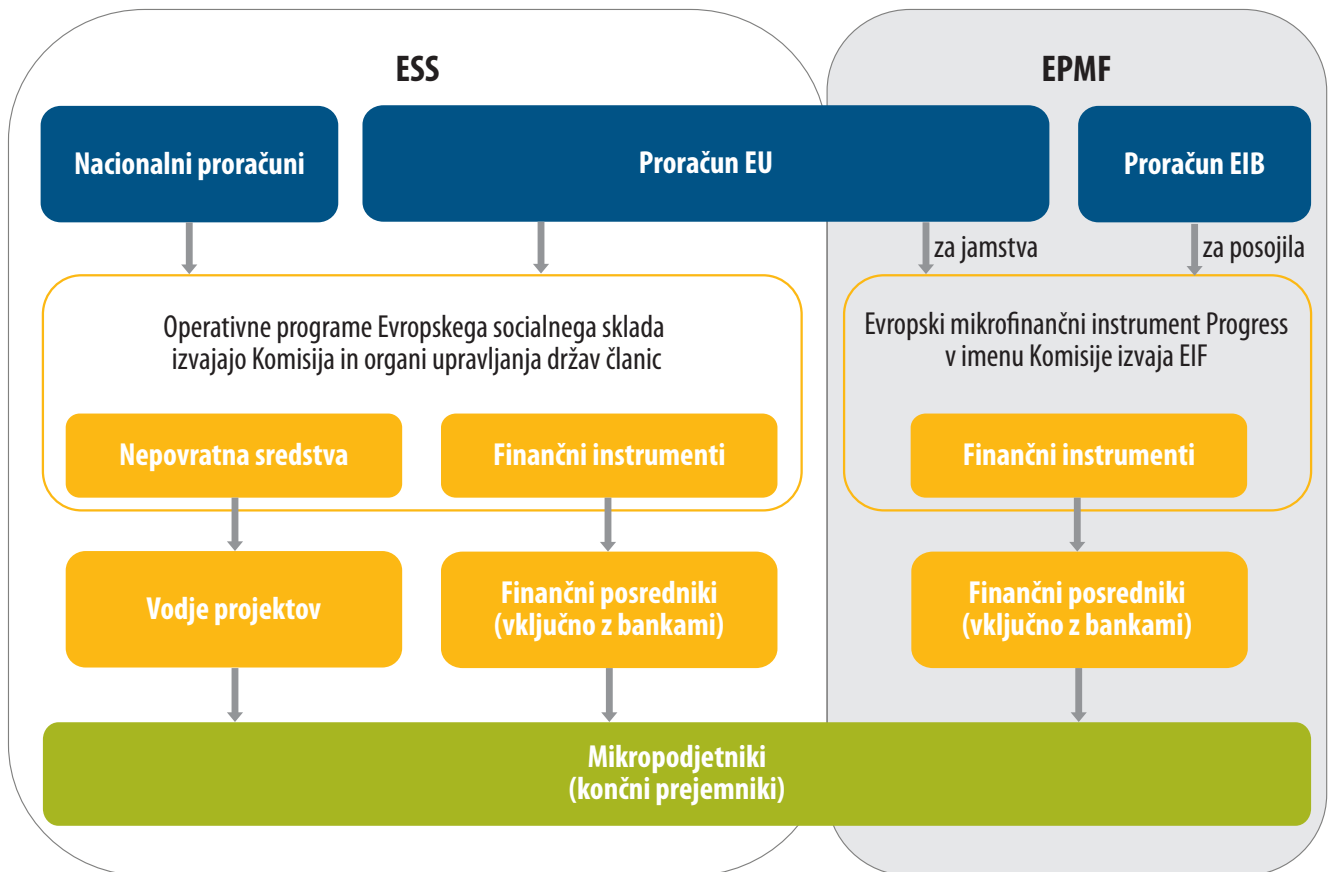 ESS
EPMF
Nacionalni proračuni
Proračun EU
Proračun EIB
za jamstva
za posojila
Operativne programe Evropskega socialnega sklada
izvajajo Komisija in organi upravljanja držav članic
Evropski mikrofinančni instrument Progress
v imenu Komisije izvaja EIF
Nepovratna sredstva
Finančni instrumenti
Finančni instrumenti
Vodje projektov
Finančni posredniki
(vključno z bankami)
Finančni posredniki
(vključno z bankami)
Mikropodjetniki
(končni prejemniki)